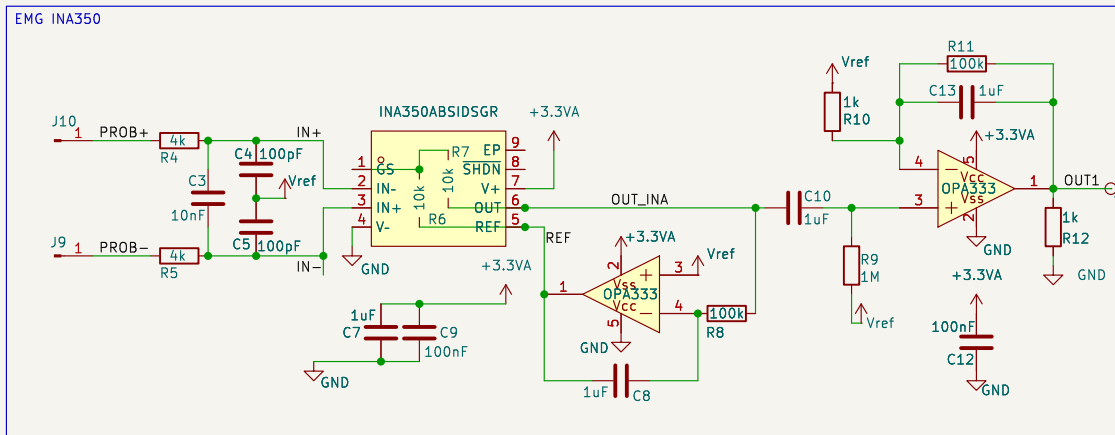 EMG INA350
J10
1
PROB+
4k
R4
IN+
C4
100pF
Vref
C3
10nF
C5
100pF
J9
1
PROB-
4k
R5
IN-
INA350ABSIDSGR
+3.3VA
1
GS
2
IN-
3
IN+
4
V-
GND
R7
10k
10k
R6
EP
9
SHDN
8
V+
7
OUT
6
REF
5
OUT_INA
REF
+3.3VA
1uF
C7
C9
100nF
GND
+3.3VA
2
Vss
+
3
Vref
1
OPA333
Vcc
-
4
5
GND
100k
R8
1uF
C8
C10
1uF
R9
1M
Vref
Vref
1k
R10
R11
100k
C13
1uF
+3.3VA
4
-
5
Vcc
OPA333
1
OUT1
Vss
3
+
2
GND
1k
R12
GND
+3.3VA
100nF
C12
GND